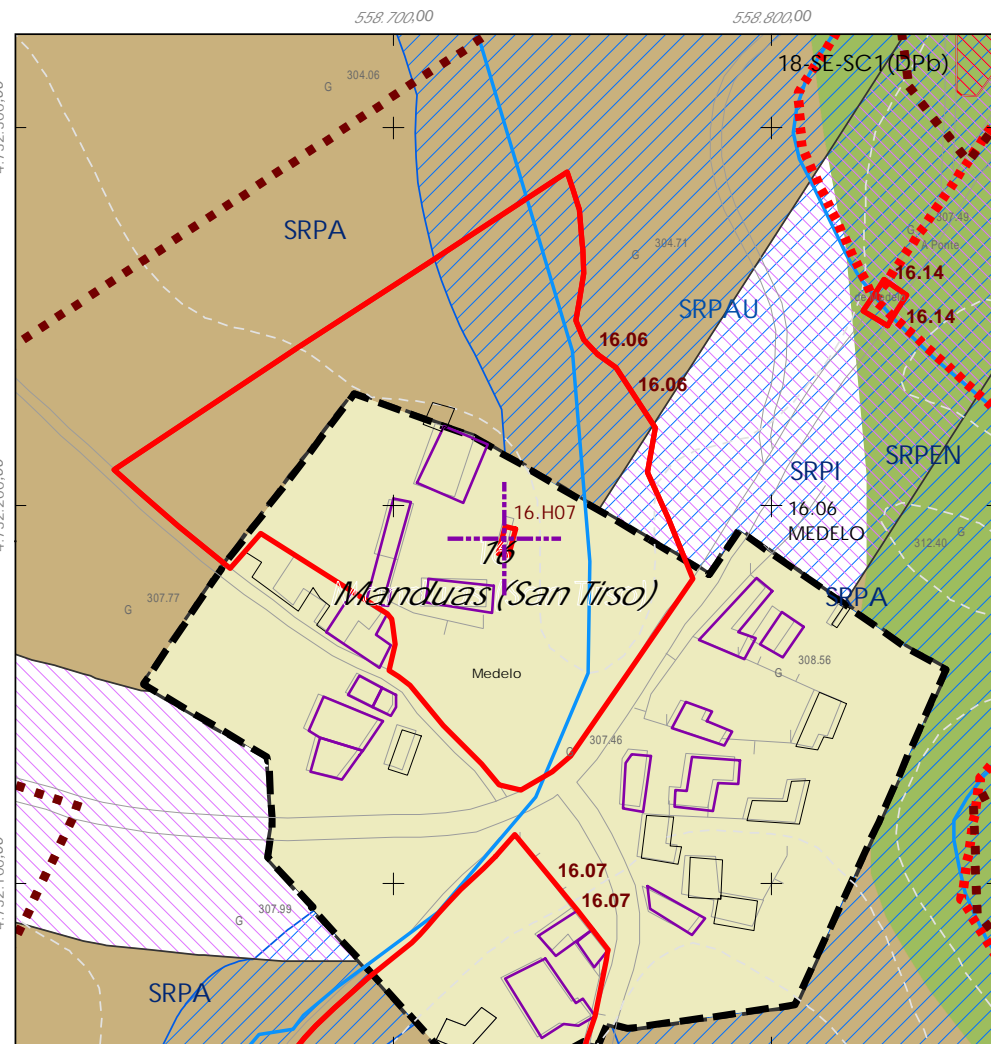 558.700,00
558.800,00
18-SE-SC1(DPb)
G 304.06
SRPA
307.49
G
A Ponte
G 304.71
16.14
de Medelo
16.14
SRPAU
16.06
16.06
SRPEN
SRPI
16.06
MEDELO
16.H07
312.40 G
18
Manduas (San Tirso)
SRPA
G 307.77
308.56
G
Medelo
307.46
G
16.07
16.07
307.99
G
SRPA